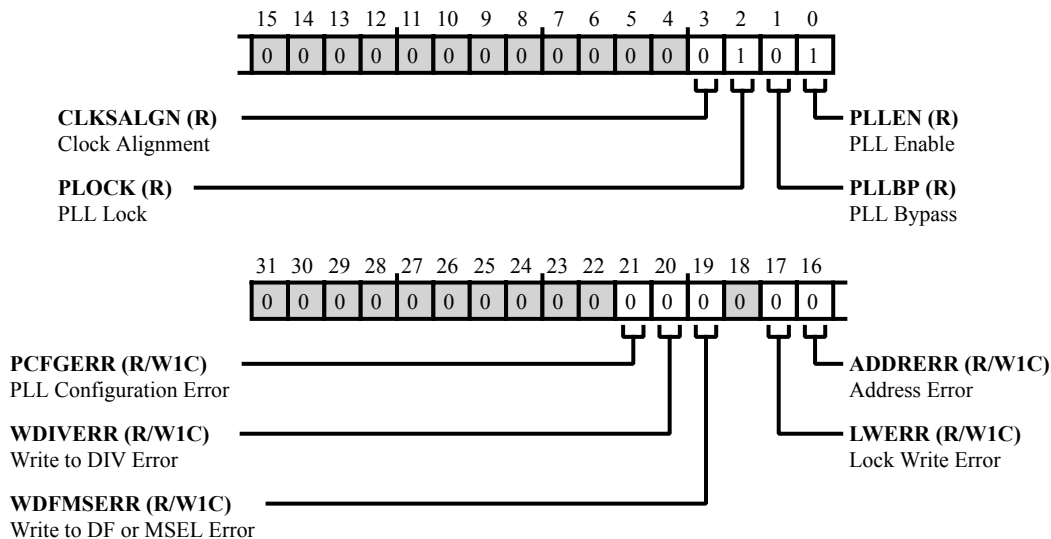 15 14 13 12 11 10 9 8 7 6 5 4 3 2 1 0
0 0 0 0 0 0 0 0 0 0 0 0 0 1 0 1
CLKSALGN (R)
Clock Alignment
PLLEN (R)
PLL Enable
PLOCK (R)
PLL Lock
PLLBP (R)
PLL Bypass
31 30 29 28 27 26 25 24 23 22 21 20 19 18 17 16
0 0 0 0 0 0 0 0 0 0 0 0 0 0 0 0
PCFGERR (R/W1C)
PLL Configuration Error
ADDRERR (R/W1C)
Address Error
WDIVERR (R/W1C)
Write to DIV Error
LWERR (R/W1C)
Lock Write Error
WDFMSERR (R/W1C)
Write to DF or MSEL Error